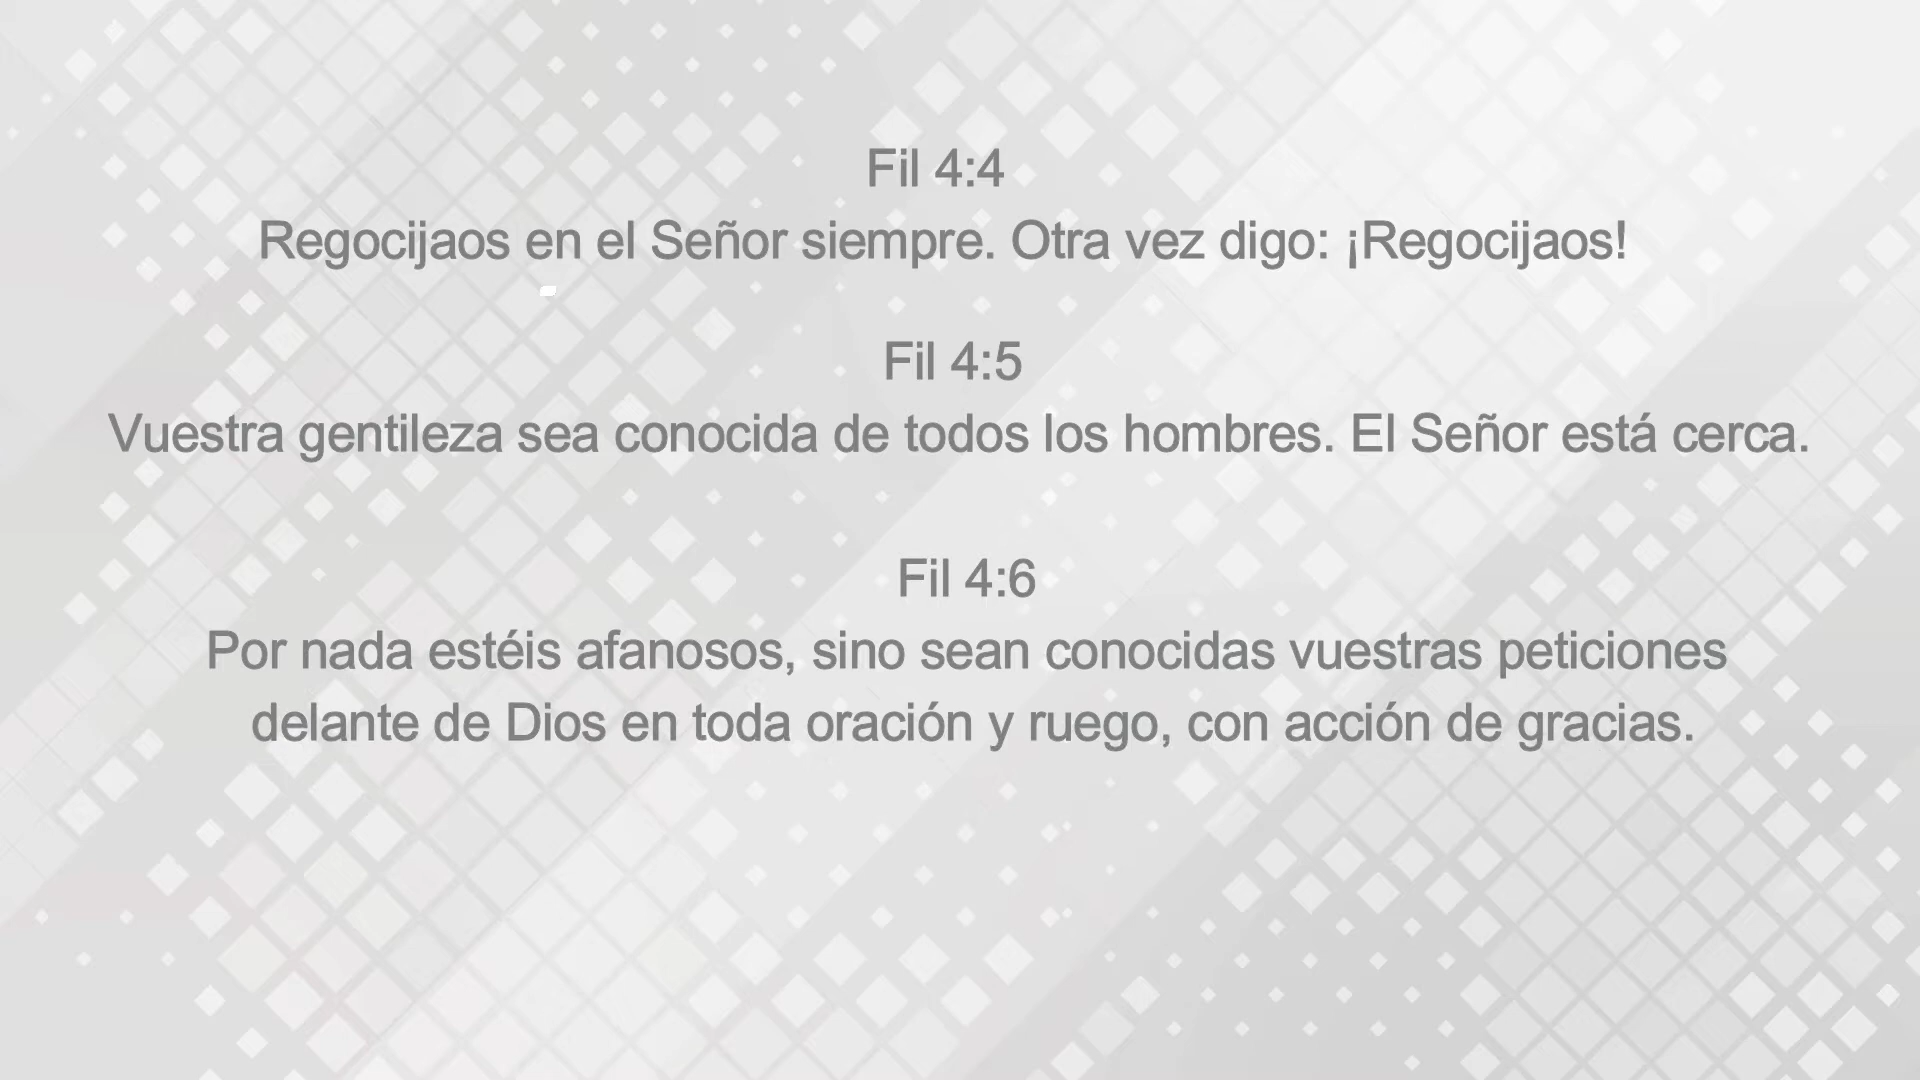 Fil 4:4
Regocijaos en el Señor siempre. Otra vez digo: ¡Regocijaos!
Fil 4:5
Vuestra gentileza sea conocida de todos los hombres. El Señor está cerca.
Fil 4:6
Por nada estéis afanosos, sino sean conocidas vuestras peticiones
delante de Dios en toda oración y ruego, con acción de gracias.